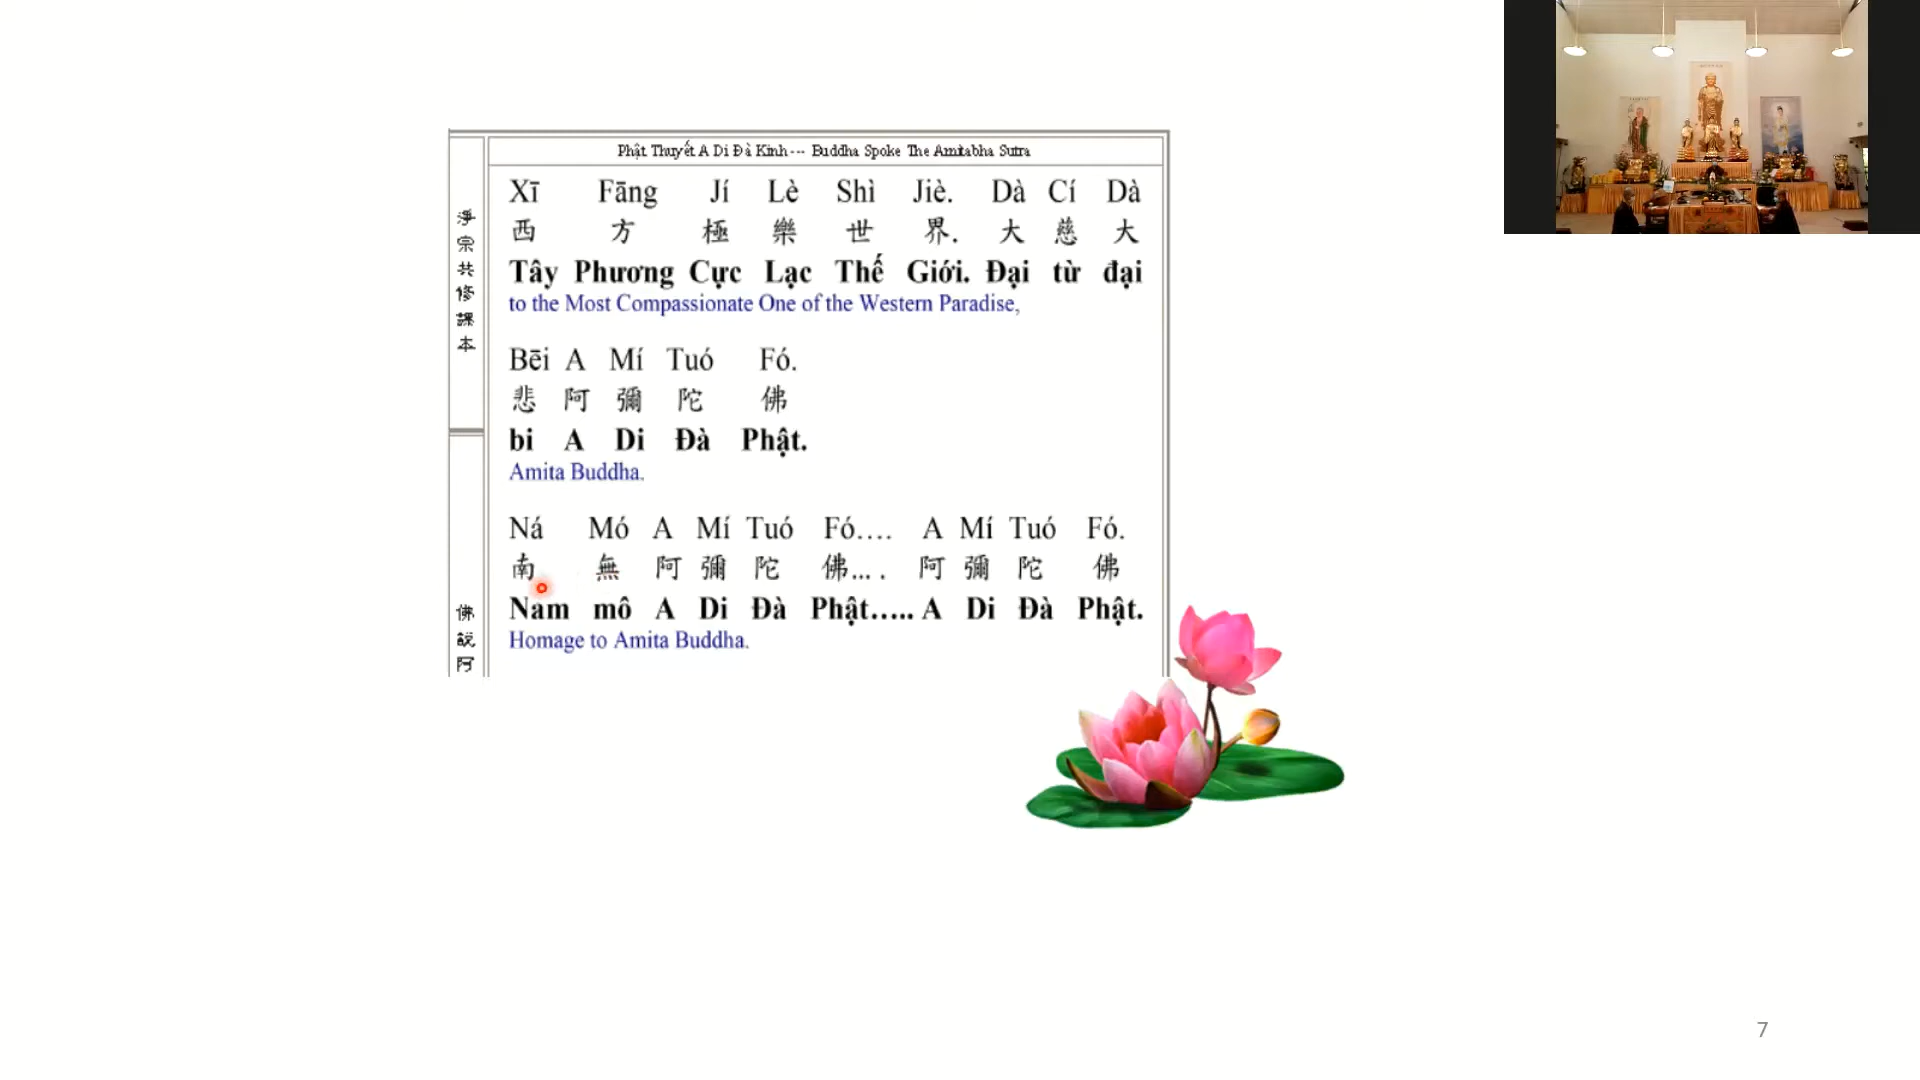 Phật Thuyết A Di Đà Kinh --- Buddha Spoke The Amitabha Sutra
淨宗共修課本
佛說阿
Xī Fāng Jí Lè Shì Jiè. Dà Cí Dà
西 方 極 樂 世 界. 大 慈 大
Tây Phương Cực Lạc Thế Giới. Đại từ đại
to the Most Compassionate One of the Western Paradise,
Bēi A Mí Tuó Fó.
悲 阿 彌 陀 佛
bi A Di Đà Phật.
Amita Buddha.
Ná Mó A Mí Tuó Fó.... A Mí Tuó Fó.
南 無 阿 彌 陀 佛... . 阿 彌 陀 佛
Nam mô A Di Đà Phật..... A Di Đà Phật.
Homage to Amita Buddha.
7